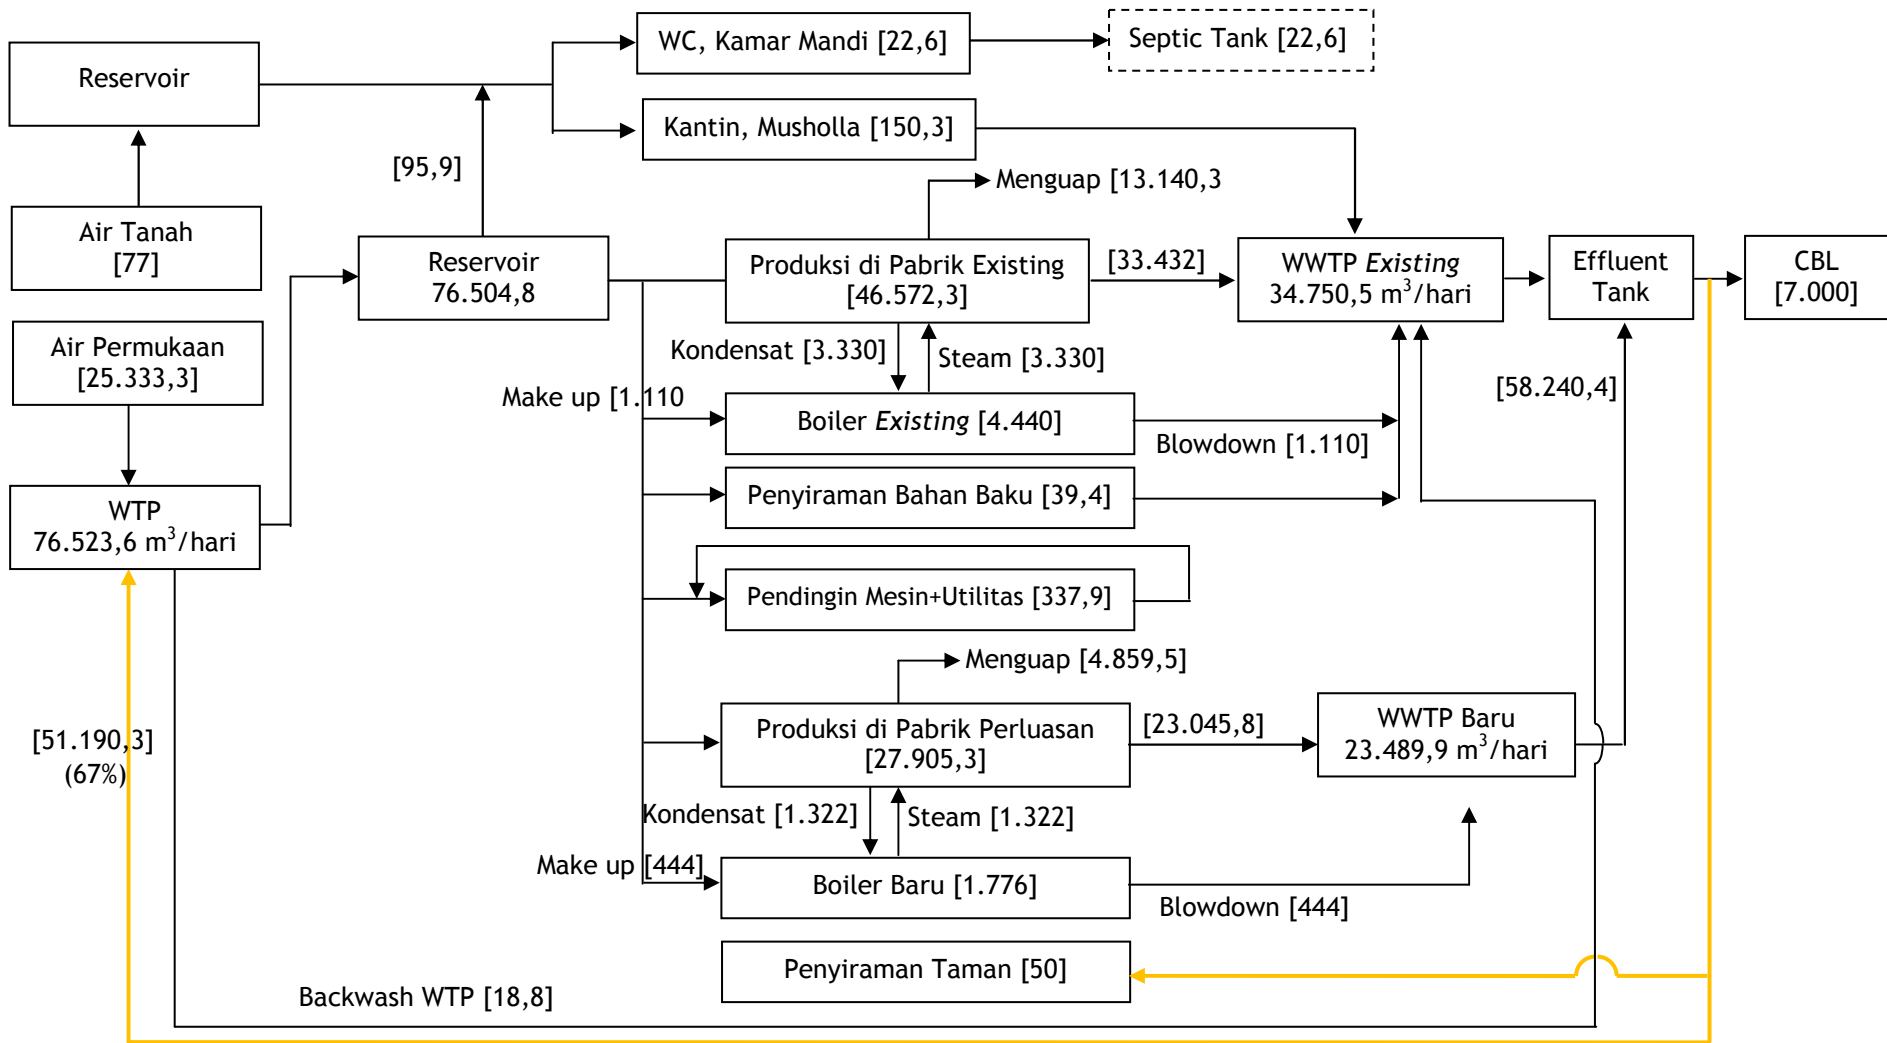 WC, Kamar Mandi [22,6]
Septic Tank [22,6]
Reservoir
Kantin, Musholla [150,3]
[95,9]
Menguap [13.140,3
Air Tanah
[77]
Reservoir
76.504,8
Produksi di Pabrik Existing
[46.572,3]
[33.432]
WWTP Existing
34.750,5 m³/hari
Effluent
Tank
CBL
[7.000]
Air Permukaan
[25.333,3]
Kondensat [3.330]
Steam [3.330]
Make up [1.110
[58.240,4]
Boiler Existing [4.440]
Blowdown [1.110]
WTP
76.523,6 m³/hari
Penyiraman Bahan Baku [39,4]
Pendingin Mesin+Utilitas [337,9]
Menguap [4.859,5]
[51.190,3]
(67%)
Produksi di Pabrik Perluasan
[27.905,3]
[23.045,8]
WWTP Baru
23.489,9 m³/hari
Kondensat [1.322]
Steam [1.322]
Make up [444]
Boiler Baru [1.776]
Blowdown [444]
Penyiraman Taman [50]
Backwash WTP [18,8]